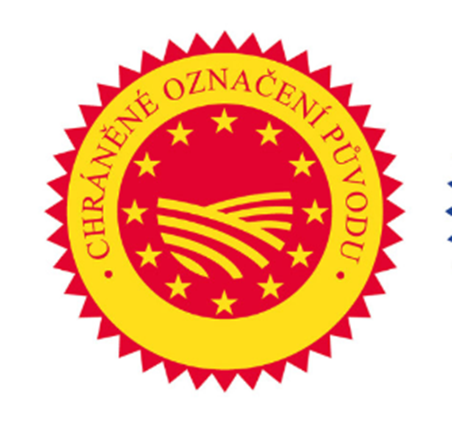 • CHRÁNĚNÉ OZNAČENÍ PŮVODU •